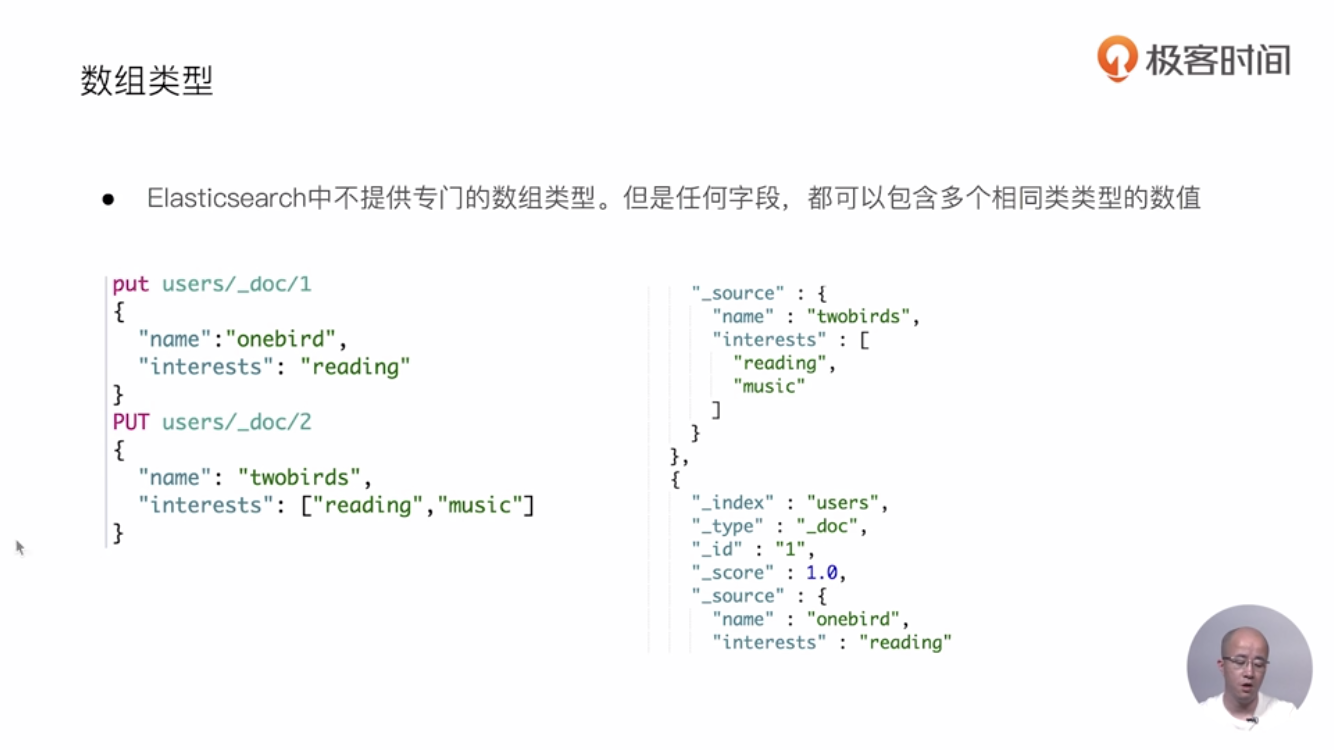 极客时间
数组类型
● Elasticsearch中不提供专门的数组类型。但是任何字段，都可以包含多个相同类类型的数值
put users/_doc/1
{
"name":"onebird",
"interests": "reading"
}
PUT users/_doc/2
{
"name": "twobirds",
"interests": ["reading","music"]
}
"_source" : {
"name" : "twobirds",
"interests" : [
"reading",
"music"
]
}
},
{
"_index" : "users",
"_type" : "_doc",
"_id" : "1",
"_score" : 1.0,
"_source" : {
"name" : "onebird",
"interests" : "reading"